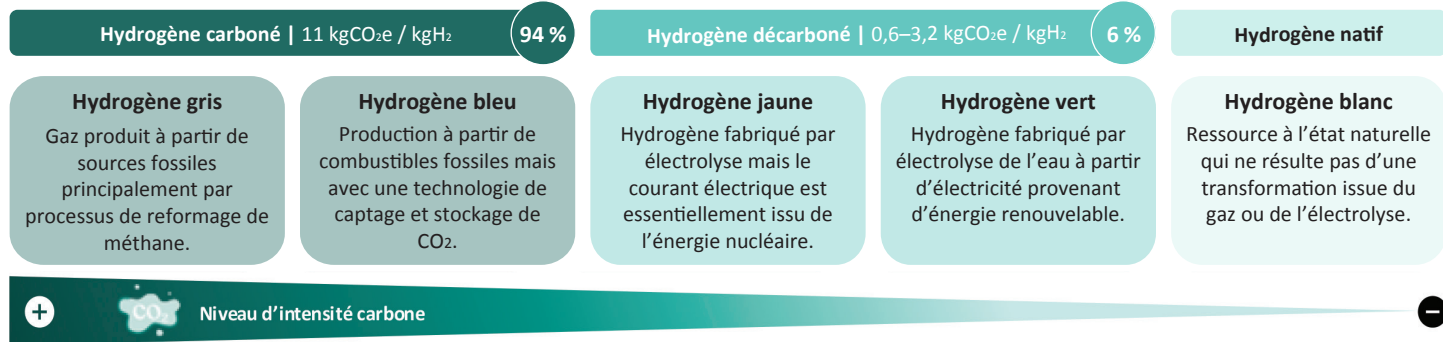 Hydrogène carboné | 11 kgCO₂e / kgH₂
94 %
Hydrogène décarboné | 0,6–3,2 kgCO₂e / kgH₂
6 %
Hydrogène natif
Hydrogène gris
Gaz produit à partir de
sources fossiles
principalement par
processus de reformage de
méthane.
Hydrogène bleu
Production à partir de
combustibles fossiles mais
avec une technologie de
captage et stockage de
CO₂.
Hydrogène jaune
Hydrogène fabriqué par
électrolyse mais le
courant électrique est
essentiellement issu de
l’énergie nucléaire.
Hydrogène vert
Hydrogène fabriqué par
électrolyse de l’eau à partir
d’électricité provenant
d’énergie renouvelable.
Hydrogène blanc
Ressource à l’état naturelle
qui ne résulte pas d’une
transformation issue du
gaz ou de l’électrolyse.
+
CO₂
Niveau d’intensité carbone
−